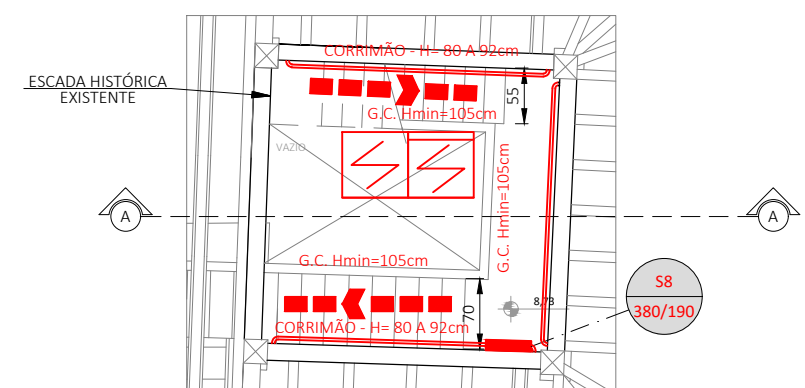 CORRIMÃO - H= 80 A 92cm
ESCADA HISTÓRICA
EXISTENTE
55
G.C. Hmin=105cm
VAZIO
G.C. Hmin=105cm
A
A
G.C. Hmin=105cm
S8
380/190
8,73
70
CORRIMÃO - H= 80 A 92cm